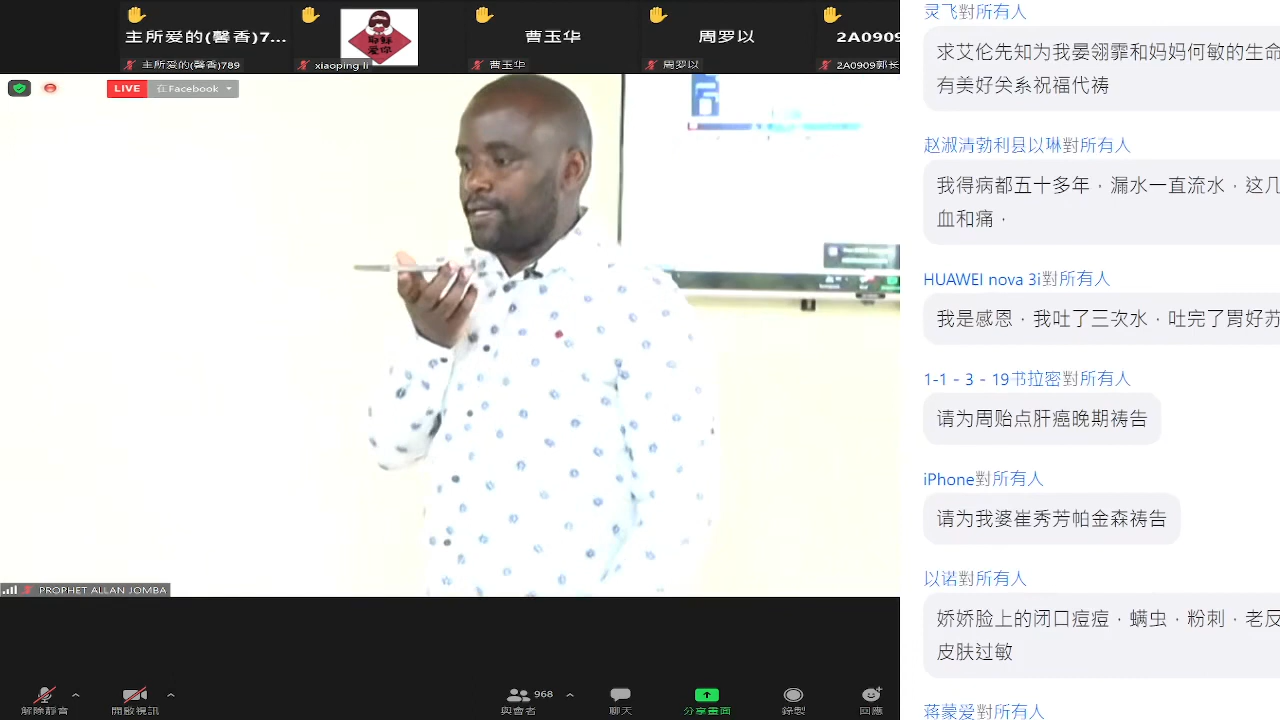 主所爱的(馨香)7...
曹玉华
周罗以
2A0909
耶稣
爱你
主所爱的(馨香)789
xiaoping li
曹玉华
周罗以
2A0909郭长
LIVE
在 Facebook
PROPHET ALLAN JOMBA
解除靜音
開啟視訊
968
與會者
聊天
分享畫面
錄製
回應
灵飞對所有人
求艾伦先知为我娄翎罪和妈妈何敏的生命
有美好关系祝福代祷
赵淑清勃利县以琳對所有人
我得病都五十多年，漏水一直流水，这几
血和痛，
HUAWEI nova 3i對所有人
我是感恩，我吐了三次水，吐完了胃好苏
1-1 - 3 - 19书拉密對所有人
请为周贻点肝癌晚期祷告
iPhone對所有人
请为我婆崔秀芳帕金森祷告
以诺對所有人
娇娇脸上的闭口痘痘，螨虫，粉刺，老反
皮肤过敏
蒋蒙爱對所有人